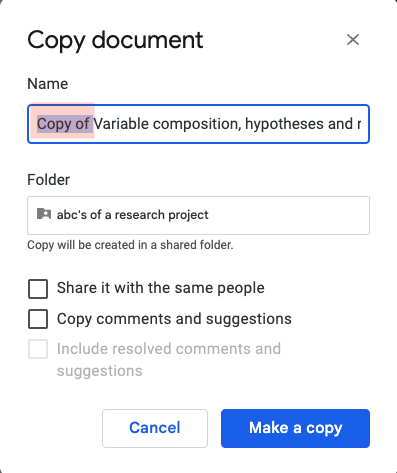 Copy document
Name
Copy of Variable composition, hypotheses and
Folder
abc's of a research project
Copy will be created in a shared folder.
Share it with the same people
Copy comments and suggestions
Include resolved comments and
suggestions
Cancel
Make a copy